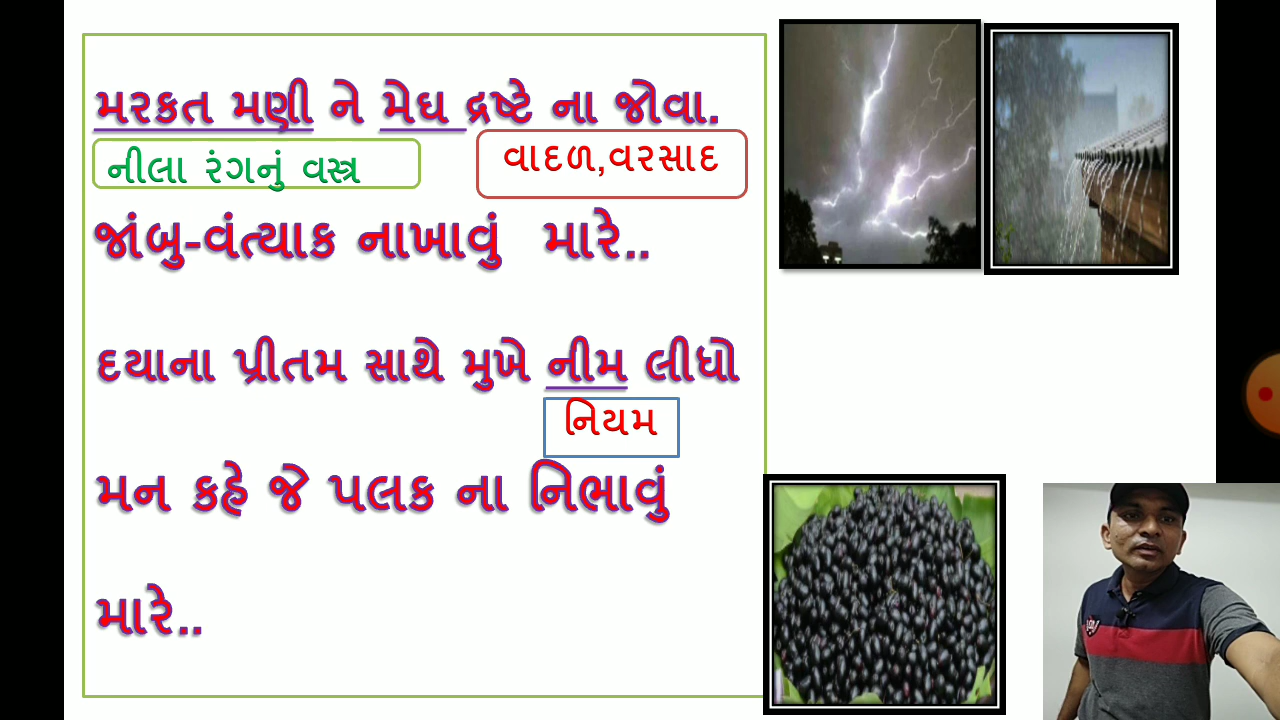 મરકત મણી ને મેઘ દ્રષ્ટે ના જોવા.
નીલા રંગનું વસ્ત્ર
વાદળ,વરસાદ
જાંબુ-વંત્યાક નાખાવું મારે..
દયાના પ્રીતમ સાથે મુખે નીમ લીધો
નિયમ
મન કહે જે પલક ના નિભાવું
મારે..